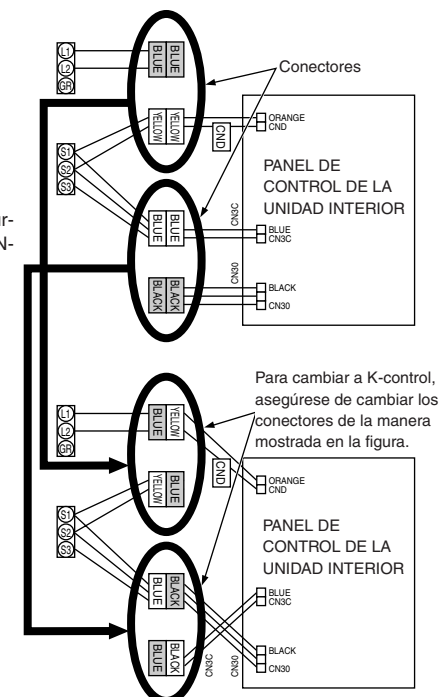 L1
L2
GR
BLUE
BLUE
Conectores
YELLOW
YELLOW
CND
ORANGE
CND
S1
S2
S3
PANEL DE
CONTROL DE LA
UNIDAD INTERIOR
ur-
N-
BLUE
BLUE
CN3C
BLUE
CN3C
BLACK
BLACK
CN30
BLACK
CN30
Para cambiar a K-control,
asegúrese de cambiar los
conectores de la manera
mostrada en la figura.
L1
L2
GR
BLUE
YELLOW
YELLOW
BLUE
CND
ORANGE
CND
S1
S2
S3
PANEL DE
CONTROL DE LA
UNIDAD INTERIOR
BLUE
BLACK
BLUE
CN3C
BLUE
BLACK
CN3C
CN30
BLACK
CN30